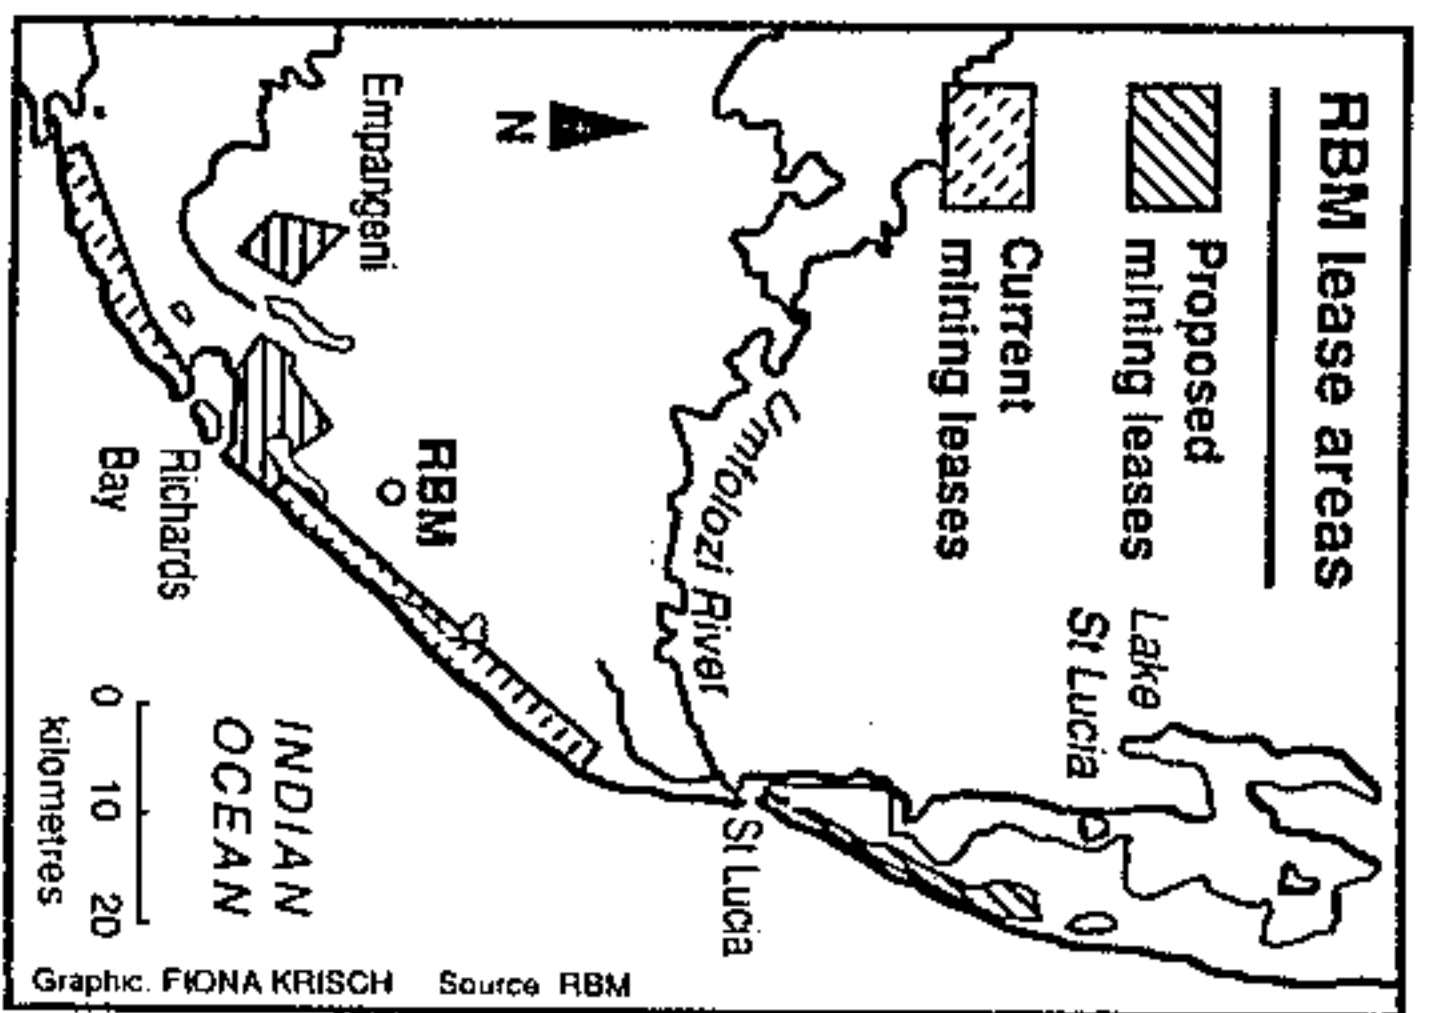 RBM lease areas
Proposed
mining leases
Current
mining leases
N
Lake
St Lucia
Umfolozi River
Empangeni
RBM
Richards
Bay
St Lucia
INDIAN
OCEAN
0 10 20
kilometres
Graphic. FIONA KRISCH Source RBM